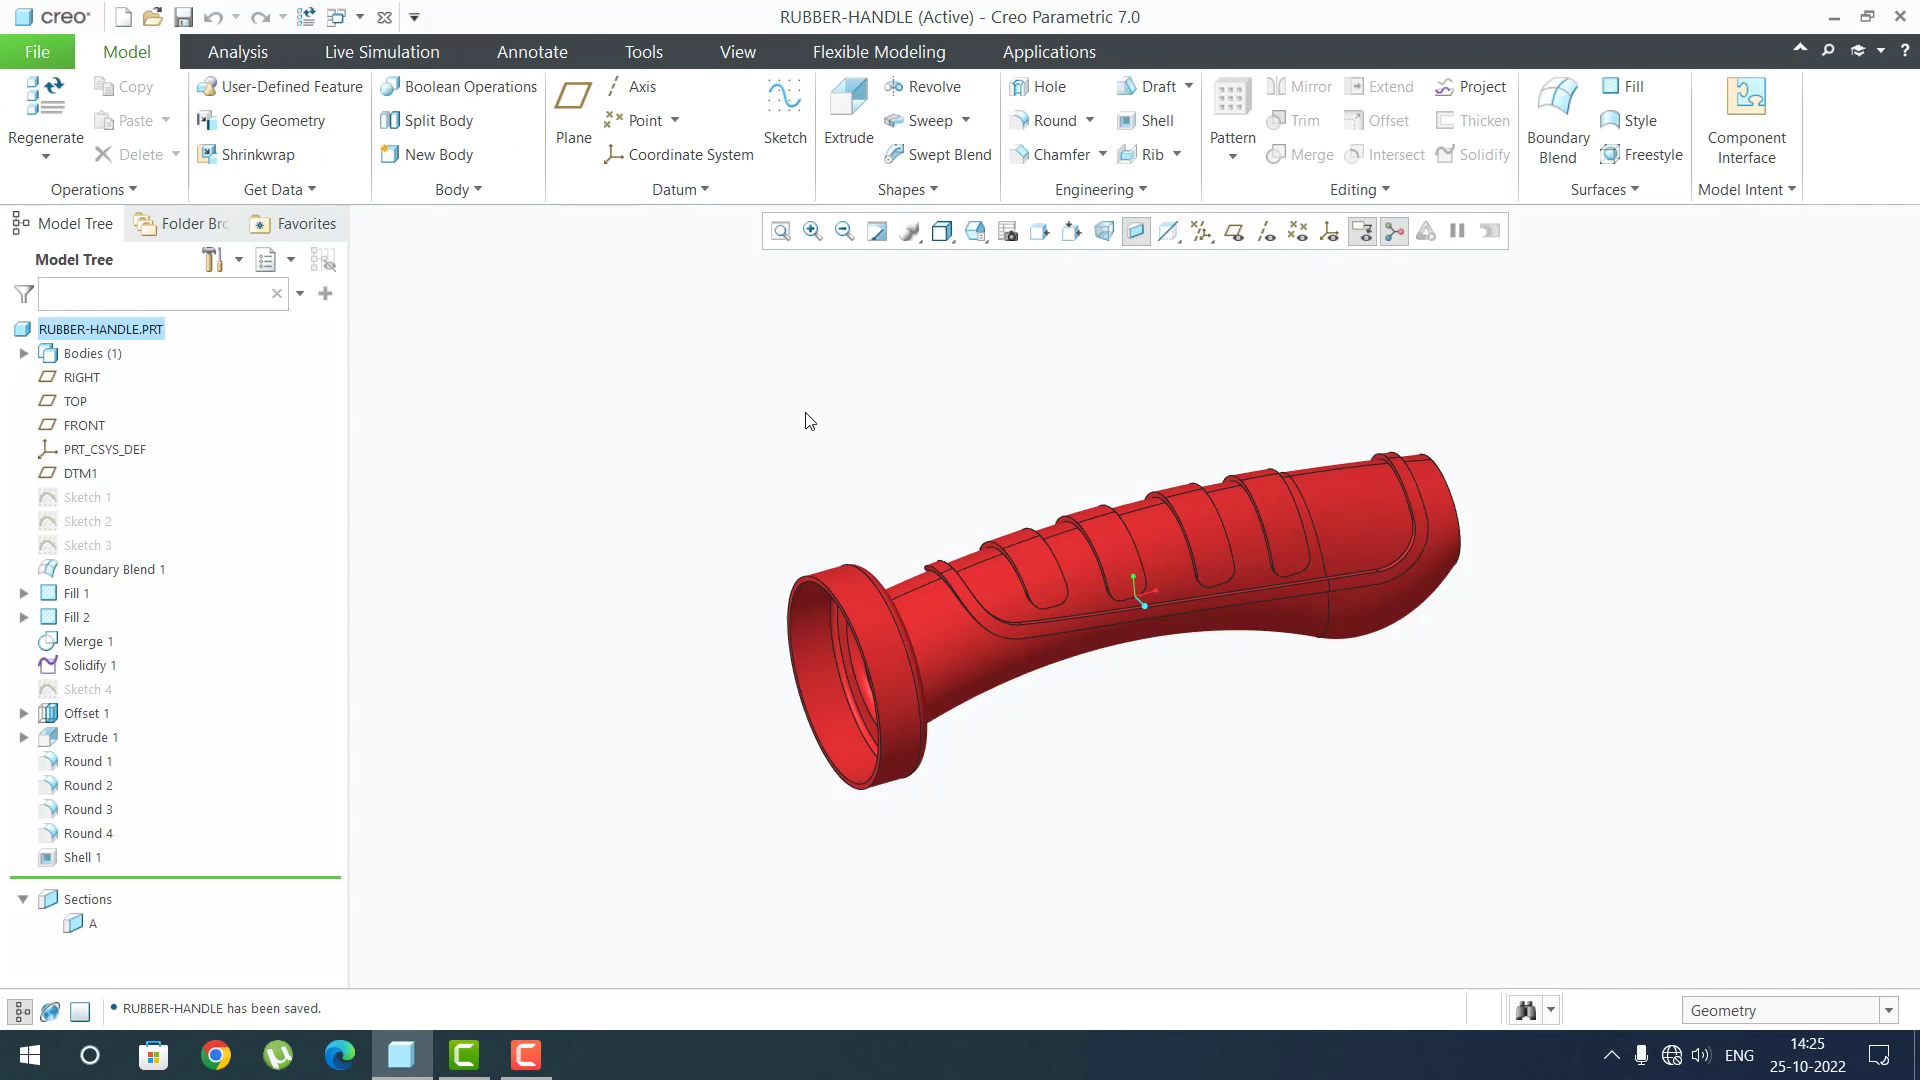 creo
RUBBER-HANDLE (Active) - Creo Parametric 7.0
File
Model
Analysis
Live Simulation
Annotate
Tools
View
Flexible Modeling
Applications
Regenerate
Copy
Paste
Delete
Operations
User-Defined Feature
Copy Geometry
Shrinkwrap
Get Data
Boolean Operations
Split Body
New Body
Body
Plane
Axis
Point
Coordinate System
Sketch
Datum
Extrude
Revolve
Sweep
Swept Blend
Shapes
Hole
Round
Chamfer
Draft
Shell
Rib
Engineering
Pattern
Mirror
Trim
Merge
Extend
Offset
Intersect
Project
Thicken
Solidify
Editing
Boundary
Blend
Fill
Style
Freestyle
Surfaces
Component
Interface
Model Intent
Model Tree
Folder Brc
Favorites
Model Tree
RUBBER-HANDLE.PRT
Bodies (1)
RIGHT
TOP
FRONT
PRT_CSYS_DEF
DTM1
Sketch 1
Sketch 2
Sketch 3
Boundary Blend 1
Fill 1
Fill 2
Merge 1
Solidify 1
Sketch 4
Offset 1
Extrude 1
Round 1
Round 2
Round 3
Round 4
Shell 1
Sections
A
• RUBBER-HANDLE has been saved.
Geometry
ENG
14:25
25-10-2022